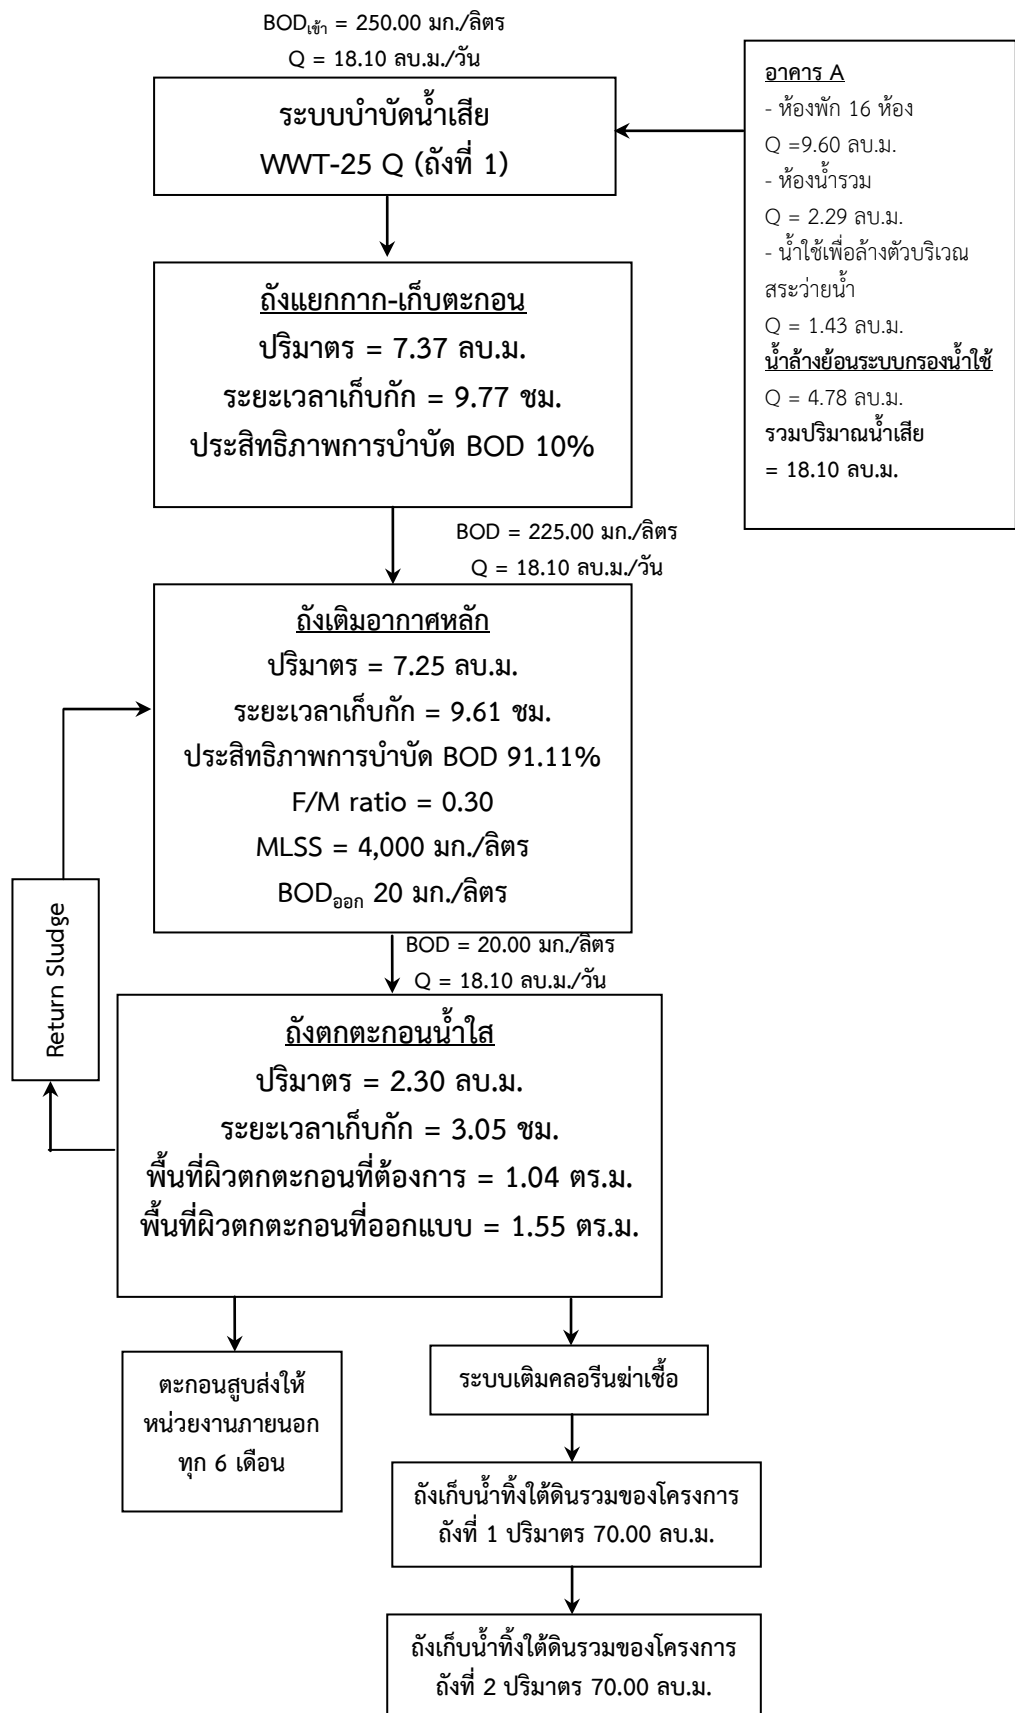 BODเข้า = 250.00 มก./ลิตร
Q = 18.10 ลบ.ม./วัน
ระบบบำบัดน้ำเสีย
WWT-25 Q (ถังที่ 1)
อาคาร A
- ห้องพัก 16 ห้อง
Q =9.60 ลบ.ม.
- ห้องน้ำรวม
Q = 2.29 ลบ.ม.
- น้ำใช้เพื่อล้างตัวบริเวณ
สระว่ายน้ำ
Q = 1.43 ลบ.ม.
น้ำล้างย้อนระบบกรองน้ำใช้
Q = 4.78 ลบ.ม.
รวมปริมาณน้ำเสีย
= 18.10 ลบ.ม.
ถังแยกกาก-เก็บตะกอน
ปริมาตร = 7.37 ลบ.ม.
ระยะเวลาเก็บกัก = 9.77 ชม.
ประสิทธิภาพการบำบัด BOD 10%
BOD = 225.00 มก./ลิตร
Q = 18.10 ลบ.ม./วัน
ถังเติมอากาศหลัก
ปริมาตร = 7.25 ลบ.ม.
ระยะเวลาเก็บกัก = 9.61 ชม.
ประสิทธิภาพการบำบัด BOD 91.11%
F/M ratio = 0.30
MLSS = 4,000 มก./ลิตร
BODออก 20 มก./ลิตร
Return Sludge
BOD = 20.00 มก./ลิตร
Q = 18.10 ลบ.ม./วัน
ถังตกตะกอนน้ำใส
ปริมาตร = 2.30 ลบ.ม.
ระยะเวลาเก็บกัก = 3.05 ชม.
พื้นที่ผิวตกตะกอนที่ต้องการ = 1.04 ตร.ม.
พื้นที่ผิวตกตะกอนที่ออกแบบ = 1.55 ตร.ม.
ตะกอนสูบส่งให้
หน่วยงานภายนอก
ทุก 6 เดือน
ระบบเติมคลอรีนฆ่าเชื้อ
ถังเก็บน้ำทิ้งใต้ดินรวมของโครงการ
ถังที่ 1 ปริมาตร 70.00 ลบ.ม.
ถังเก็บน้ำทิ้งใต้ดินรวมของโครงการ
ถังที่ 2 ปริมาตร 70.00 ลบ.ม.